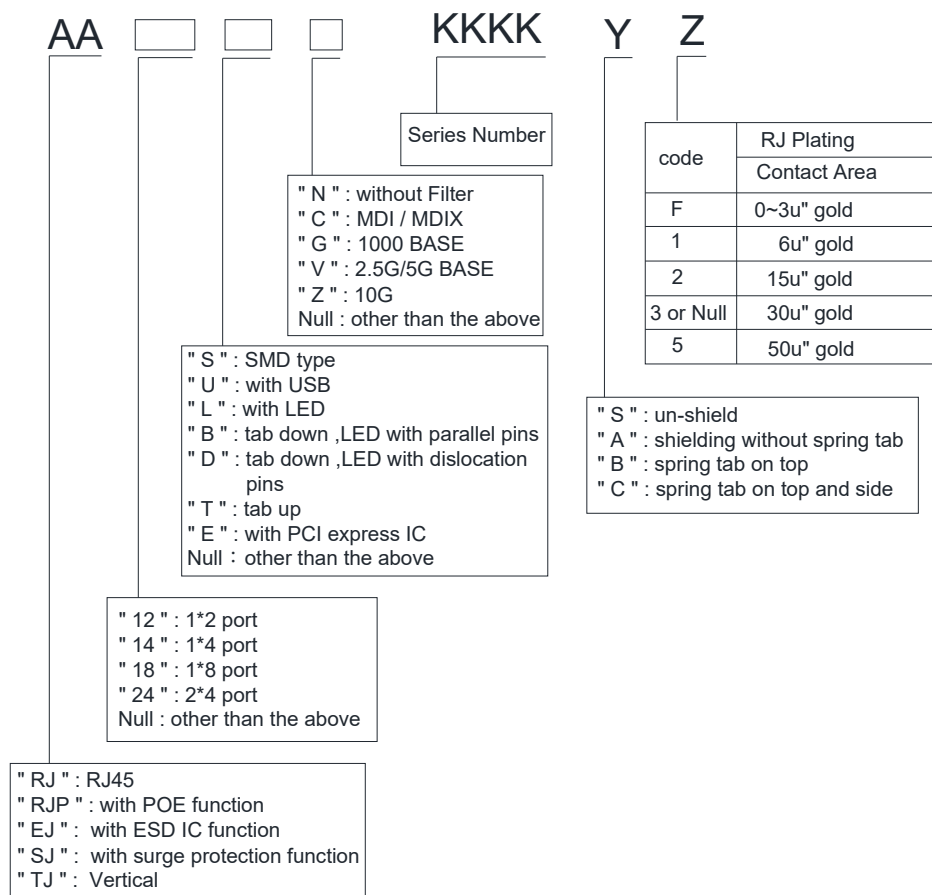 AA KKKK Y Z
Series Number
code RJ Plating
Contact Area
F 0~3u" gold
1 6u" gold
2 15u" gold
3 or Null 30u" gold
5 50u" gold
" N " : without Filter
" C " : MDI / MDIX
" G " : 1000 BASE
" V " : 2.5G/5G BASE
" Z " : 10G
Null : other than the above
" S " : SMD type
" U " : with USB
" L " : with LED
" B " : tab down ,LED with parallel pins
" D " : tab down ,LED with dislocation
pins
" T " : tab up
" E " : with PCI express IC
Null : other than the above
" S " : un-shield
" A " : shielding without spring tab
" B " : spring tab on top
" C " : spring tab on top and side
" 12 " : 1*2 port
" 14 " : 1*4 port
" 18 " : 1*8 port
" 24 " : 2*4 port
Null : other than the above
" RJ " : RJ45
" RJP " : with POE function
" EJ " : with ESD IC function
" SJ " : with surge protection function
" TJ " : Vertical